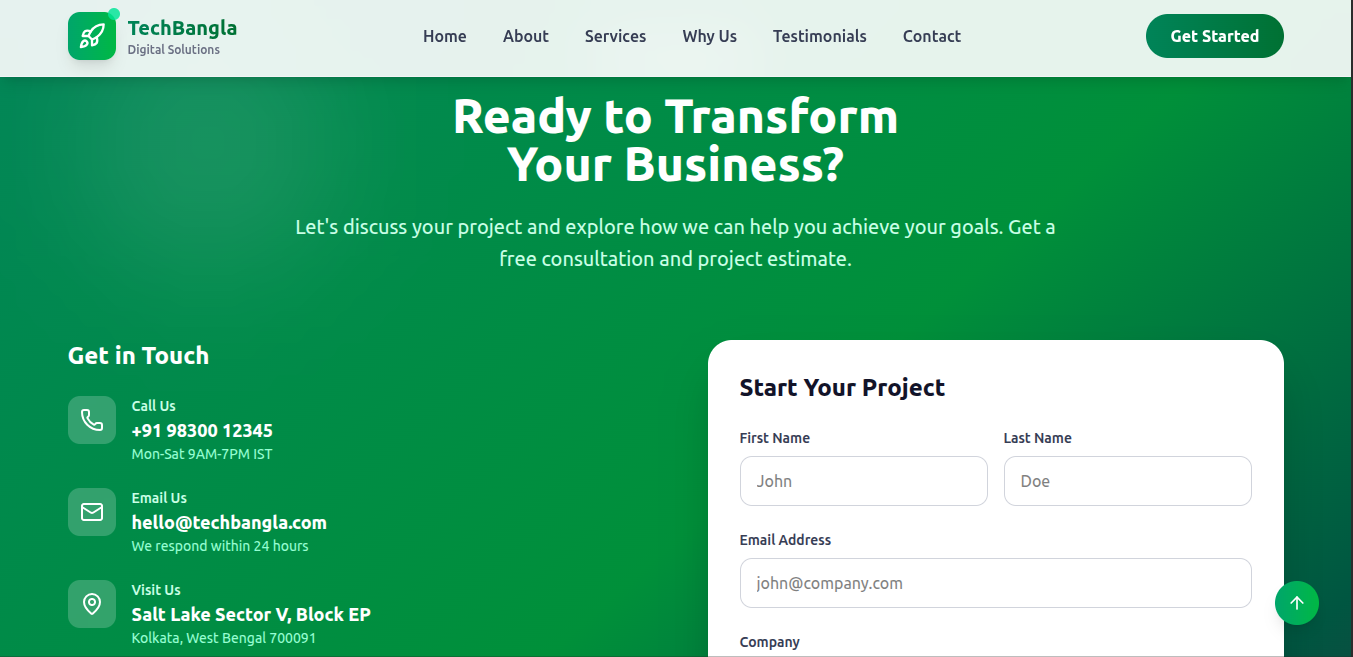 TechBangla
Digital Solutions
Home
About
Services
Why Us
Testimonials
Contact
Get Started
Ready to Transform
Your Business?
Let's discuss your project and explore how we can help you achieve your goals. Get a
free consultation and project estimate.
Get in Touch
Call Us
+91 98300 12345
Mon-Sat 9AM-7PM IST
Email Us
hello@techbangla.com
We respond within 24 hours
Visit Us
Salt Lake Sector V, Block EP
Kolkata, West Bengal 700091
Start Your Project
First Name
Last Name
John
Doe
Email Address
john@company.com
Company